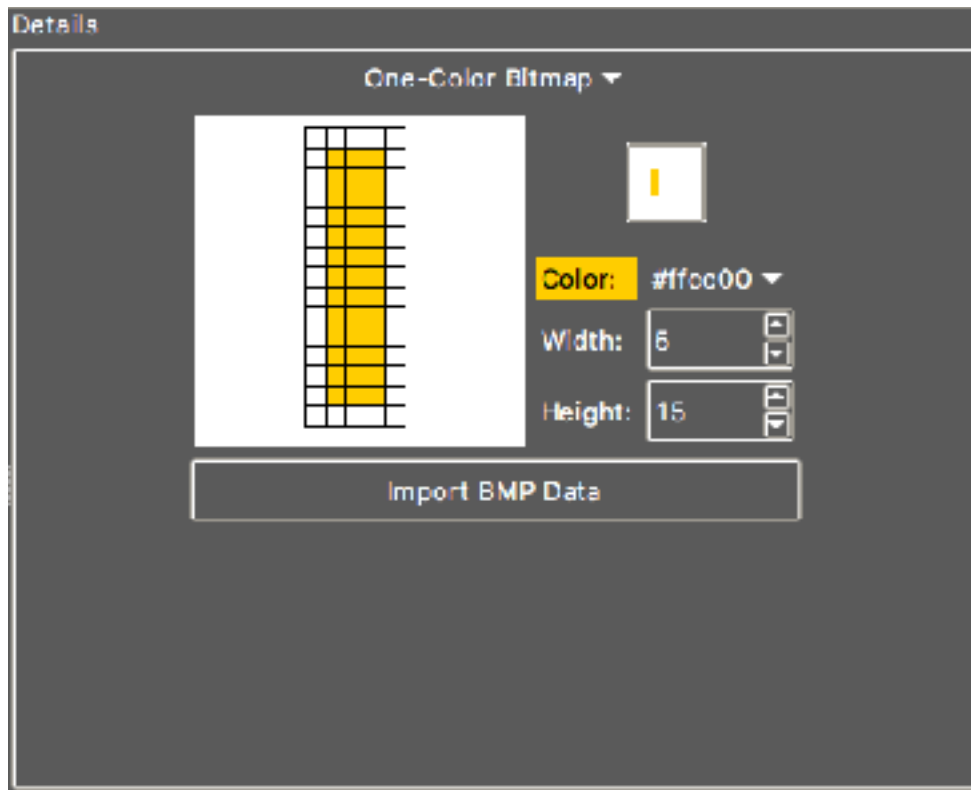 Details
One-Color Bitmap
Color: #ffcc00
Width: 6
Height: 15
Import BMP Data